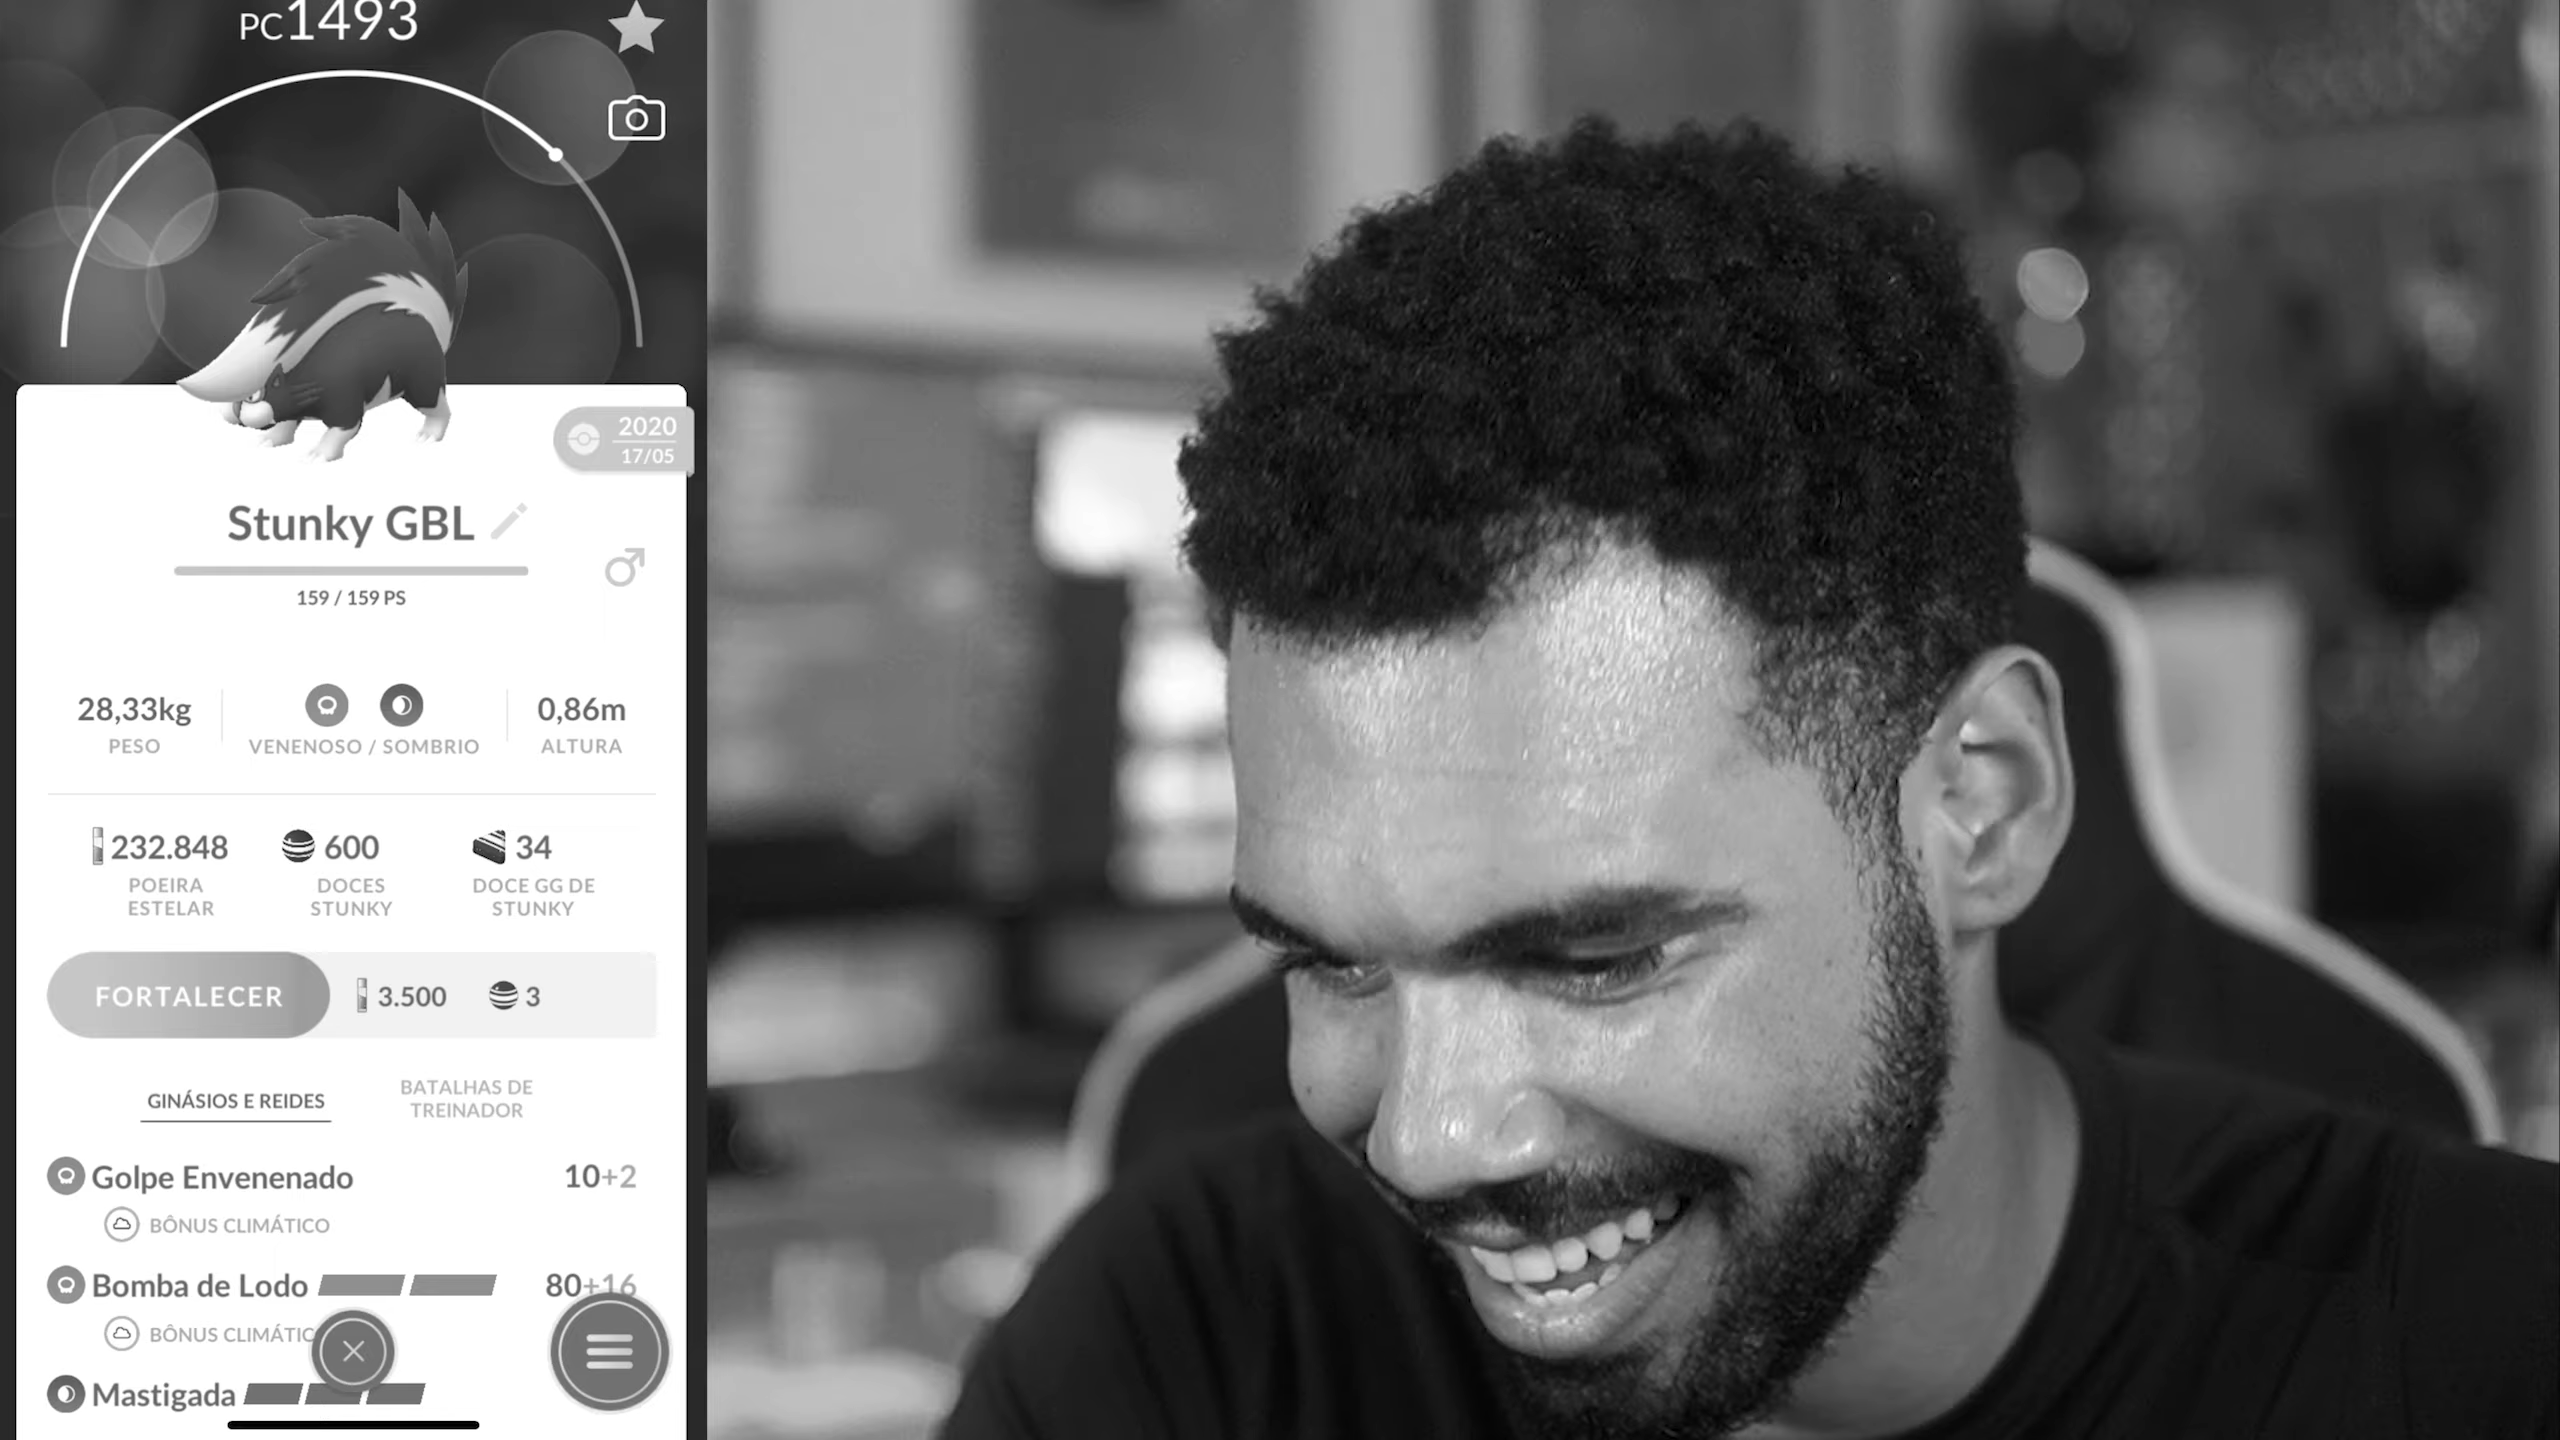 PC1493
2020
17/05
Stunky GBL
159 / 159 PS
28,33kg
PESO
VENENOSO / SOMBRIO
0,86m
ALTURA
232.848
POEIRA
ESTELAR
600
DOCES
STUNKY
34
DOCE GG DE
STUNKY
FORTALECER
3.500
3
GINÁSIOS E REIDES
BATALHAS DE
TREINADOR
Golpe Envenenado
10+2
BÔNUS CLIMÁTICO
Bomba de Lodo
80+16
BÔNUS CLIMÁTIC
Mastigada